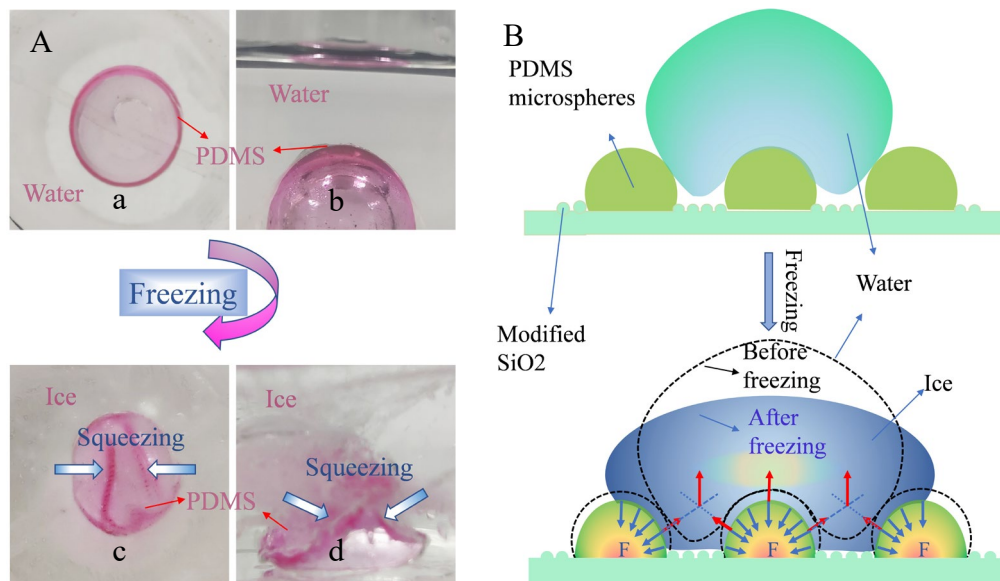 A
Water
PDMS
Water
a
b
Freezing
Ice
Squeezing
PDMS
c
Ice
Squeezing
d
B
PDMS
microspheres
Freezing
Water
Modified
SiO2
Before
freezing
Ice
After
freezing
F
F
F